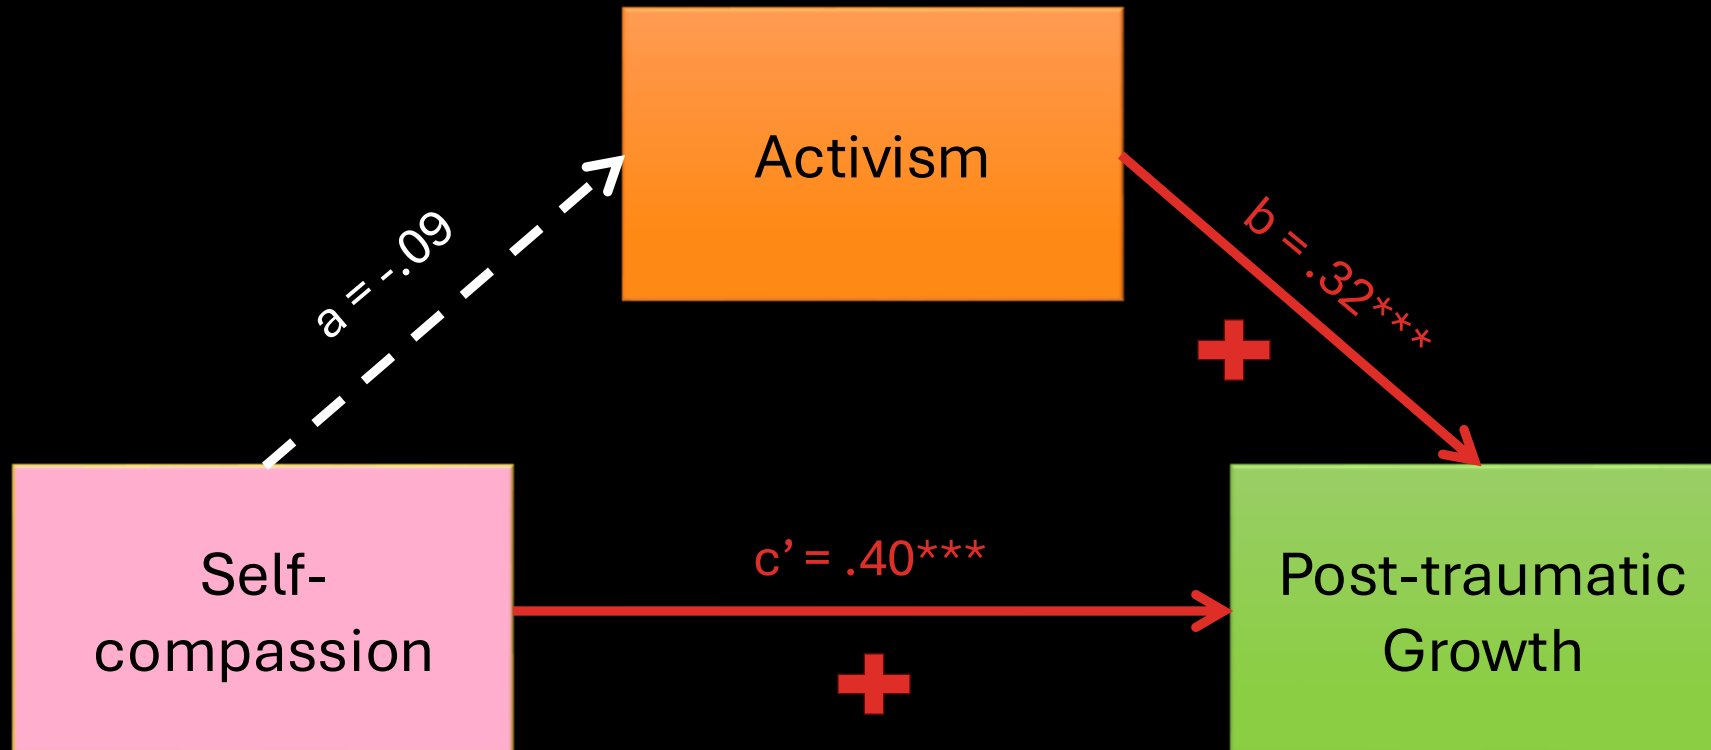 Activism
a = -.09
b = .32***
c’ = .40***
Self-
compassion
Post-traumatic
Growth